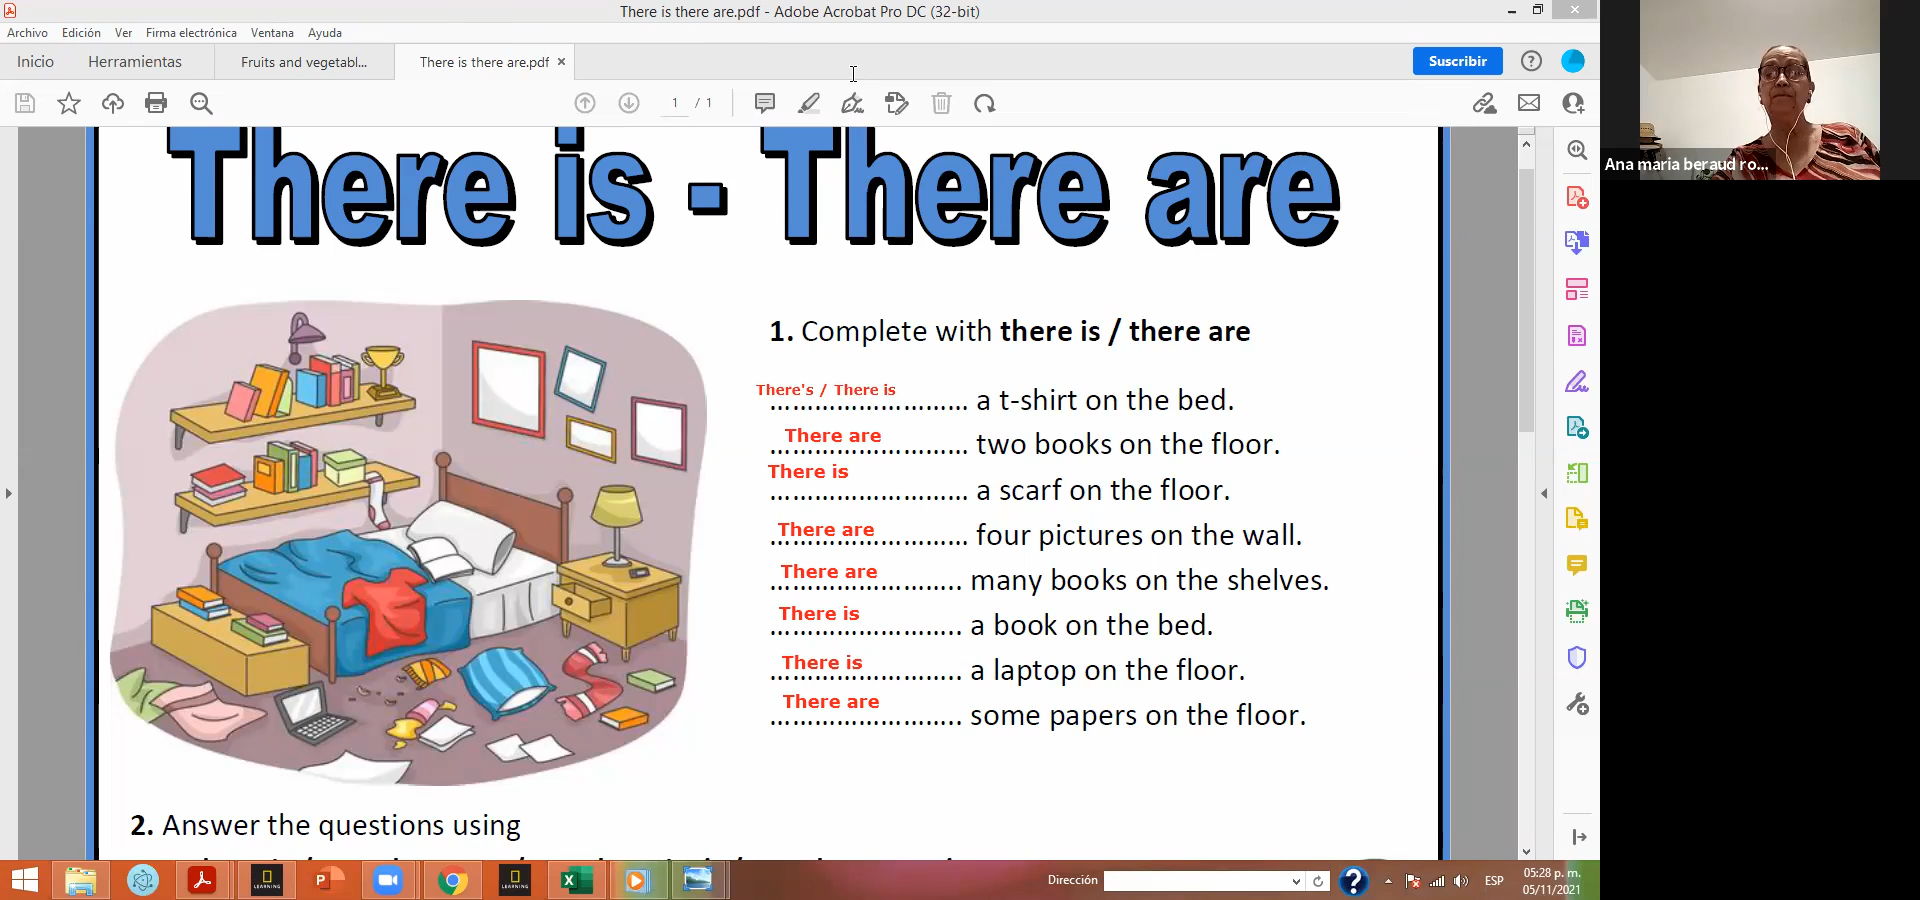 There is there are.pdf - Adobe Acrobat Pro DC (32-bit)
Archivo Edición Ver Firma electrónica Ventana Ayuda
Inicio Herramientas Fruits and vegetabl... There is there are.pdf Suscribir
1 / 1
Ana maria beraud ro...
There is - There are
1. Complete with there is / there are
There's / There is
........................... a t-shirt on the bed.
There are
........................... two books on the floor.
There is
........................... a scarf on the floor.
There are
........................... four pictures on the wall.
There are
.......................... many books on the shelves.
There is
.......................... a book on the bed.
There is
.......................... a laptop on the floor.
There are
.......................... some papers on the floor.
2. Answer the questions using
LEARNING LEARNING Dirección ESP 05:28 p. m.
05/11/2021